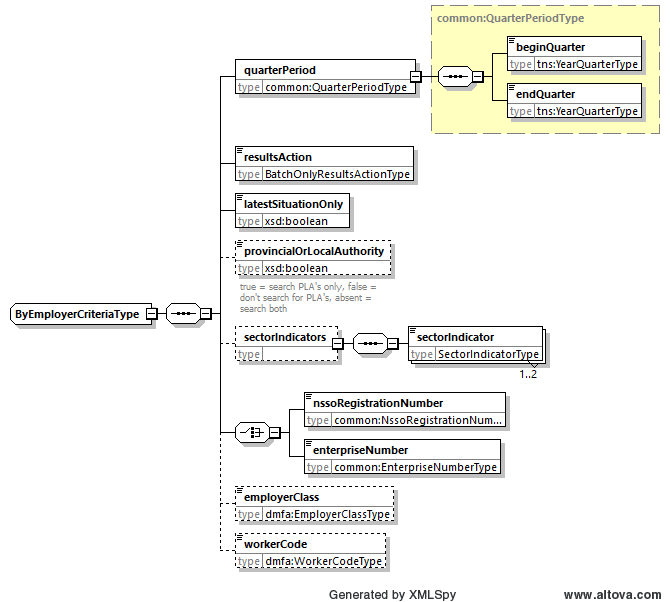 common:QuarterPeriodType
beginQuarter
type tns:YearQuarterType
endQuarter
type tns:YearQuarterType
quarterPeriod
type common:QuarterPeriodType
resultsAction
type BatchOnlyResultsActionType
latestSituationOnly
type xsd:boolean
provincialOrLocalAuthority
type xsd:boolean
true = search PLA's only, false =
don't search for PLA's, absent =
search both
ByEmployerCriteriaType
sectorIndicators
type
sectorIndicator
type SectorIndicatorType
1..2
nssoRegistrationNumber
type common:NssoRegistrationNum...
enterpriseNumber
type common:EnterpriseNumberType
employerClass
type dmfa:EmployerClassType
workerCode
type dmfa:WorkerCodeType
Generated by XMLSpy
www.altova.com